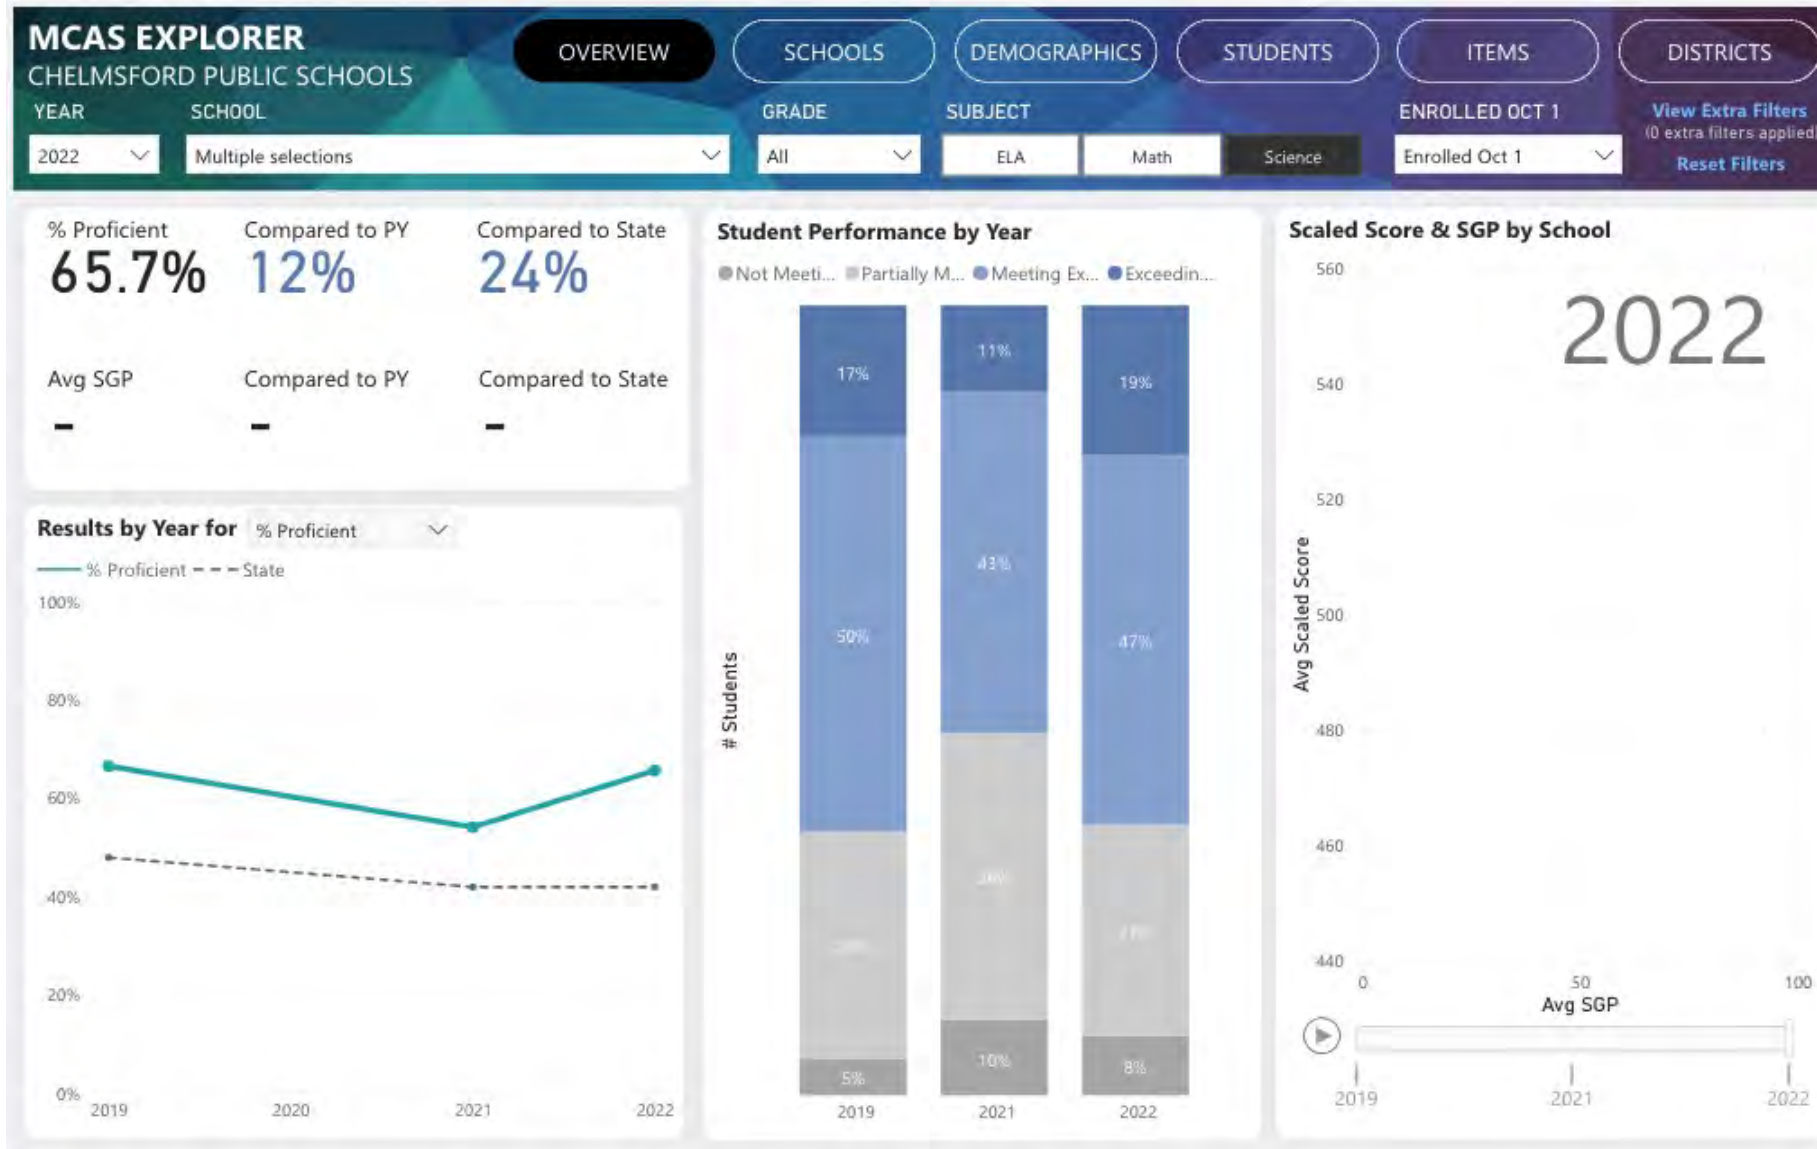 MCAS EXPLORER
CHELMSFORD PUBLIC SCHOOLS
OVERVIEW
SCHOOLS
DEMOGRAPHICS
STUDENTS
ITEMS
DISTRICTS
YEAR
SCHOOL
GRADE
SUBJECT
ENROLLED OCT 1
View Extra Filters
(0 extra filters applied
Reset Filters
2022
Multiple selections
All
ELA
Math
Science
Enrolled Oct 1
% Proficient
Compared to PY
Compared to State
65.7%
12%
24%
Avg SGP
Compared to PY
Compared to State
-
-
-
Results by Year for % Proficient
% Proficient
State
100%
80%
60%
40%
20%
0%
2019
2020
2021
2022
Student Performance by Year
Not Meeti...
Partially M...
Meeting Ex...
Exceedin...
# Students
17%
50%
5%
2019
11%
43%
36%
10%
2021
19%
47%
27%
8%
2022
Scaled Score & SGP by School
2022
Avg Scaled Score
560
540
520
500
480
460
440
0
50
100
Avg SGP
2019
2021
2022